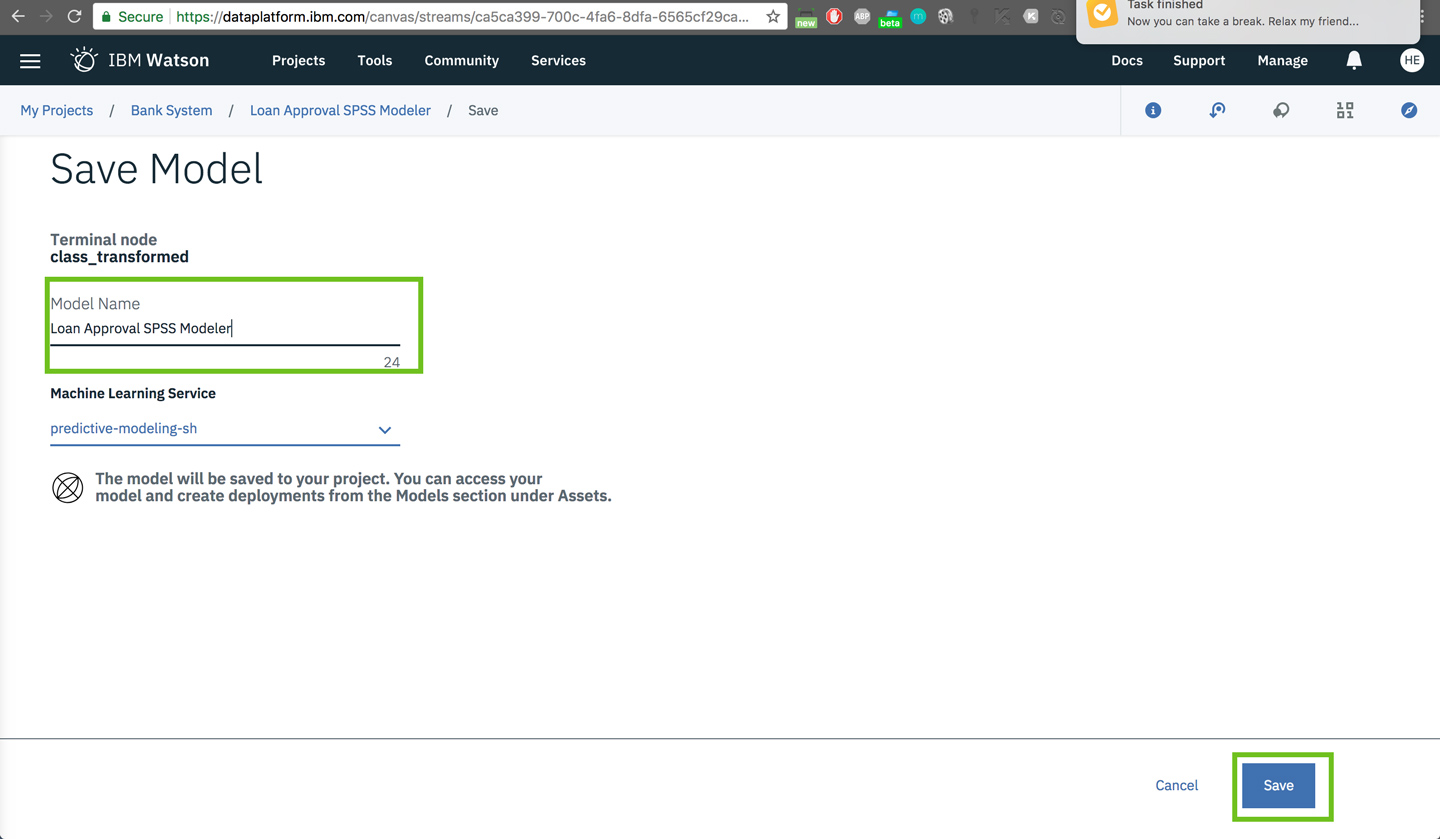 Secure https://dataplatform.ibm.com/canvas/streams/ca5ca399-700c-4fa6-8dfa-6565cf29ca...
new
ABP
beta
m
K
Task finished
Now you can take a break. Relax my friend...
IBM Watson Projects Tools Community Services Docs Support Manage HE
My Projects / Bank System / Loan Approval SPSS Modeler / Save
Save Model
Terminal node
class_transformed
Model Name
Loan Approval SPSS Modeler
24
Machine Learning Service
predictive-modeling-sh
The model will be saved to your project. You can access your
model and create deployments from the Models section under Assets.
Cancel Save